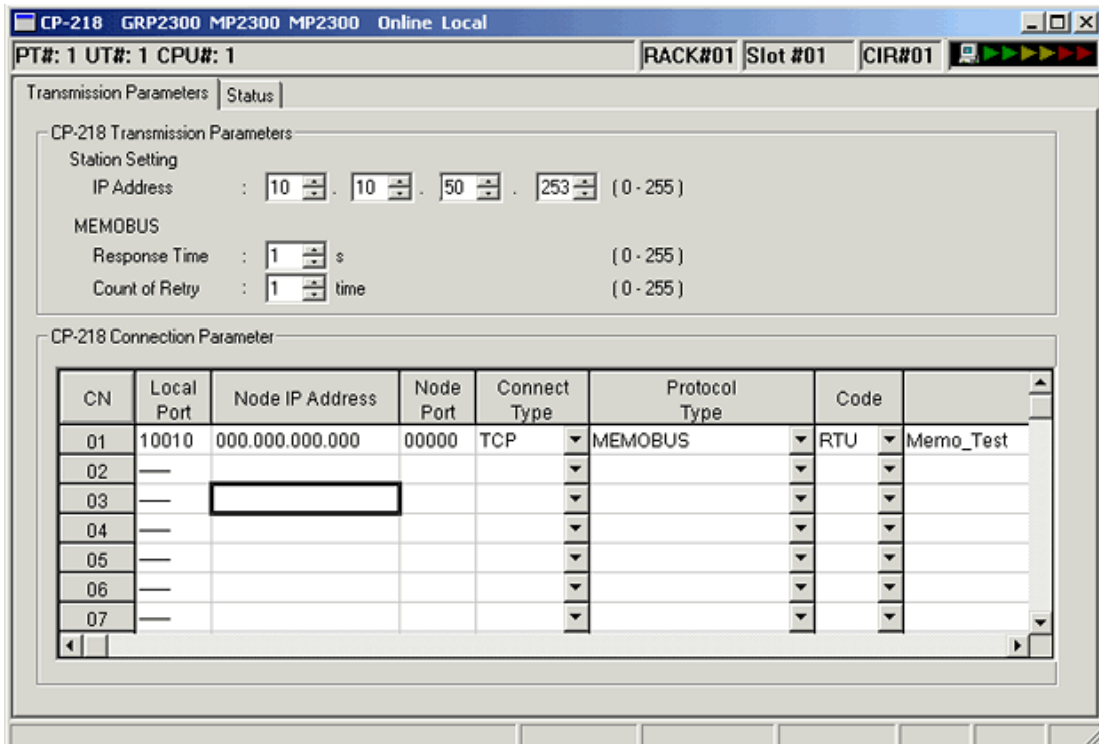 CP-218 GRP2300 MP2300 MP2300 Online Local
PT#: 1 UT#: 1 CPU#: 1 RACK#01 Slot #01 CIR#01
Transmission Parameters Status
CP-218 Transmission Parameters
Station Setting
IP Address : 10 . 10 . 50 . 253 ( 0 - 255 )
MEMOBUS
Response Time : 1 s ( 0 - 255 )
Count of Retry : 1 time ( 0 - 255 )
CP-218 Connection Parameter
CN Local Port Node IP Address Node Port Connect Type Protocol Type Code
01 10010 000.000.000.000 00000 TCP MEMOBUS RTU Memo_Test
02 ──
03 ──
04 ──
05 ──
06 ──
07 ──